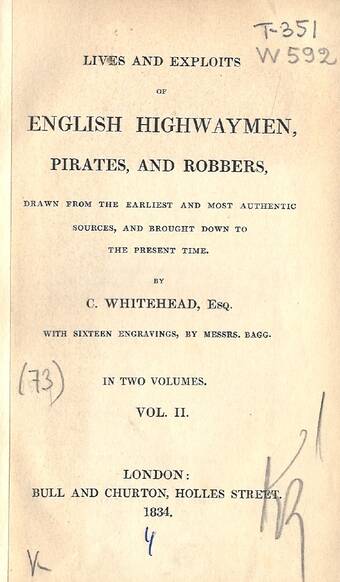 T-351
W592
LIVES AND EXPLOITS
OF
ENGLISH HIGHWAYMEN,
PIRATES, AND ROBBERS,
DRAWN FROM THE EARLIEST AND MOST AUTHENTIC
SOURCES, AND BROUGHT DOWN TO
THE PRESENT TIME.
BY
C. WHITEHEAD, ESQ.
WITH SIXTEEN ENGRAVINGS, BY MESSRS. BAGG.
(73)
IN TWO VOLUMES.
VOL. II.
LONDON:
BULL AND CHURTON, HOLLES STREET.
1834.